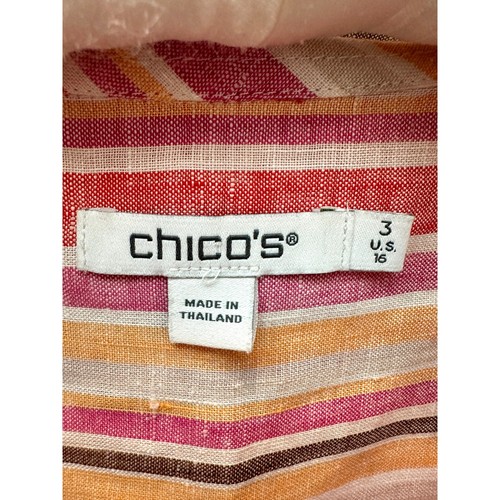 chico's®
3
U.S.
16
MADE IN
THAILAND